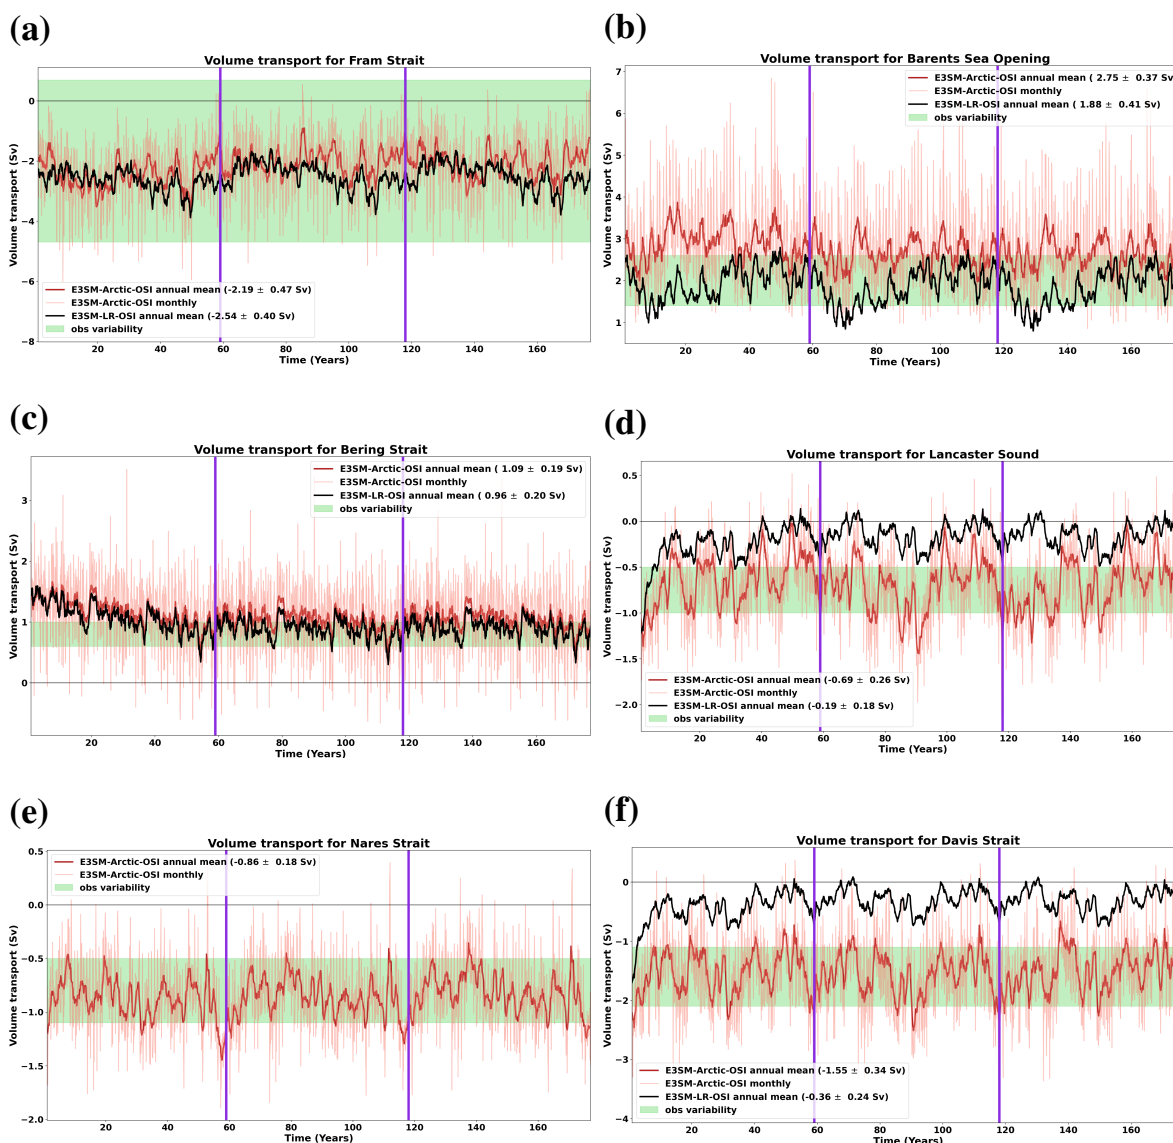 (a)
Volume transport for Fram Strait
Volume transport (Sv)
0
−2
−4
−6
−8
E3SM-Arctic-OSI annual mean (-2.19 ± 0.47 Sv)
E3SM-Arctic-OSI monthly
E3SM-LR-OSI annual mean (-2.54 ± 0.40 Sv)
obs variability
20 40 60 80 100 120 140 160
Time (Years)
(b)
Volume transport for Barents Sea Opening
Volume transport (Sv)
7
6
5
4
3
2
1
E3SM-Arctic-OSI annual mean ( 2.75 ± 0.37 Sv
E3SM-Arctic-OSI monthly
E3SM-LR-OSI annual mean ( 1.88 ± 0.41 Sv)
obs variability
20 40 60 80 100 120 140 160
Time (Years)
(c)
Volume transport for Bering Strait
Volume transport (Sv)
3
2
1
0
E3SM-Arctic-OSI annual mean ( 1.09 ± 0.19 Sv)
E3SM-Arctic-OSI monthly
E3SM-LR-OSI annual mean ( 0.96 ± 0.20 Sv)
obs variability
20 40 60 80 100 120 140 160
Time (Years)
(d)
Volume transport for Lancaster Sound
Volume transport (Sv)
0.5
0.0
−0.5
−1.0
−1.5
−2.0
E3SM-Arctic-OSI annual mean (-0.69 ± 0.26 Sv)
E3SM-Arctic-OSI monthly
E3SM-LR-OSI annual mean (-0.19 ± 0.18 Sv)
obs variability
20 40 60 80 100 120 140 160
Time (Years)
(e)
Volume transport for Nares Strait
Volume transport (Sv)
0.5
0.0
−0.5
−1.0
−1.5
−2.0
E3SM-Arctic-OSI annual mean (-0.86 ± 0.18 Sv)
E3SM-Arctic-OSI monthly
obs variability
20 40 60 80 100 120 140 160
Time (Years)
(f)
Volume transport for Davis Strait
Volume transport (Sv)
0
−1
−2
−3
−4
E3SM-Arctic-OSI annual mean (-1.55 ± 0.34 Sv)
E3SM-Arctic-OSI monthly
E3SM-LR-OSI annual mean (-0.36 ± 0.24 Sv)
obs variability
20 40 60 80 100 120 140 160
Time (Years)